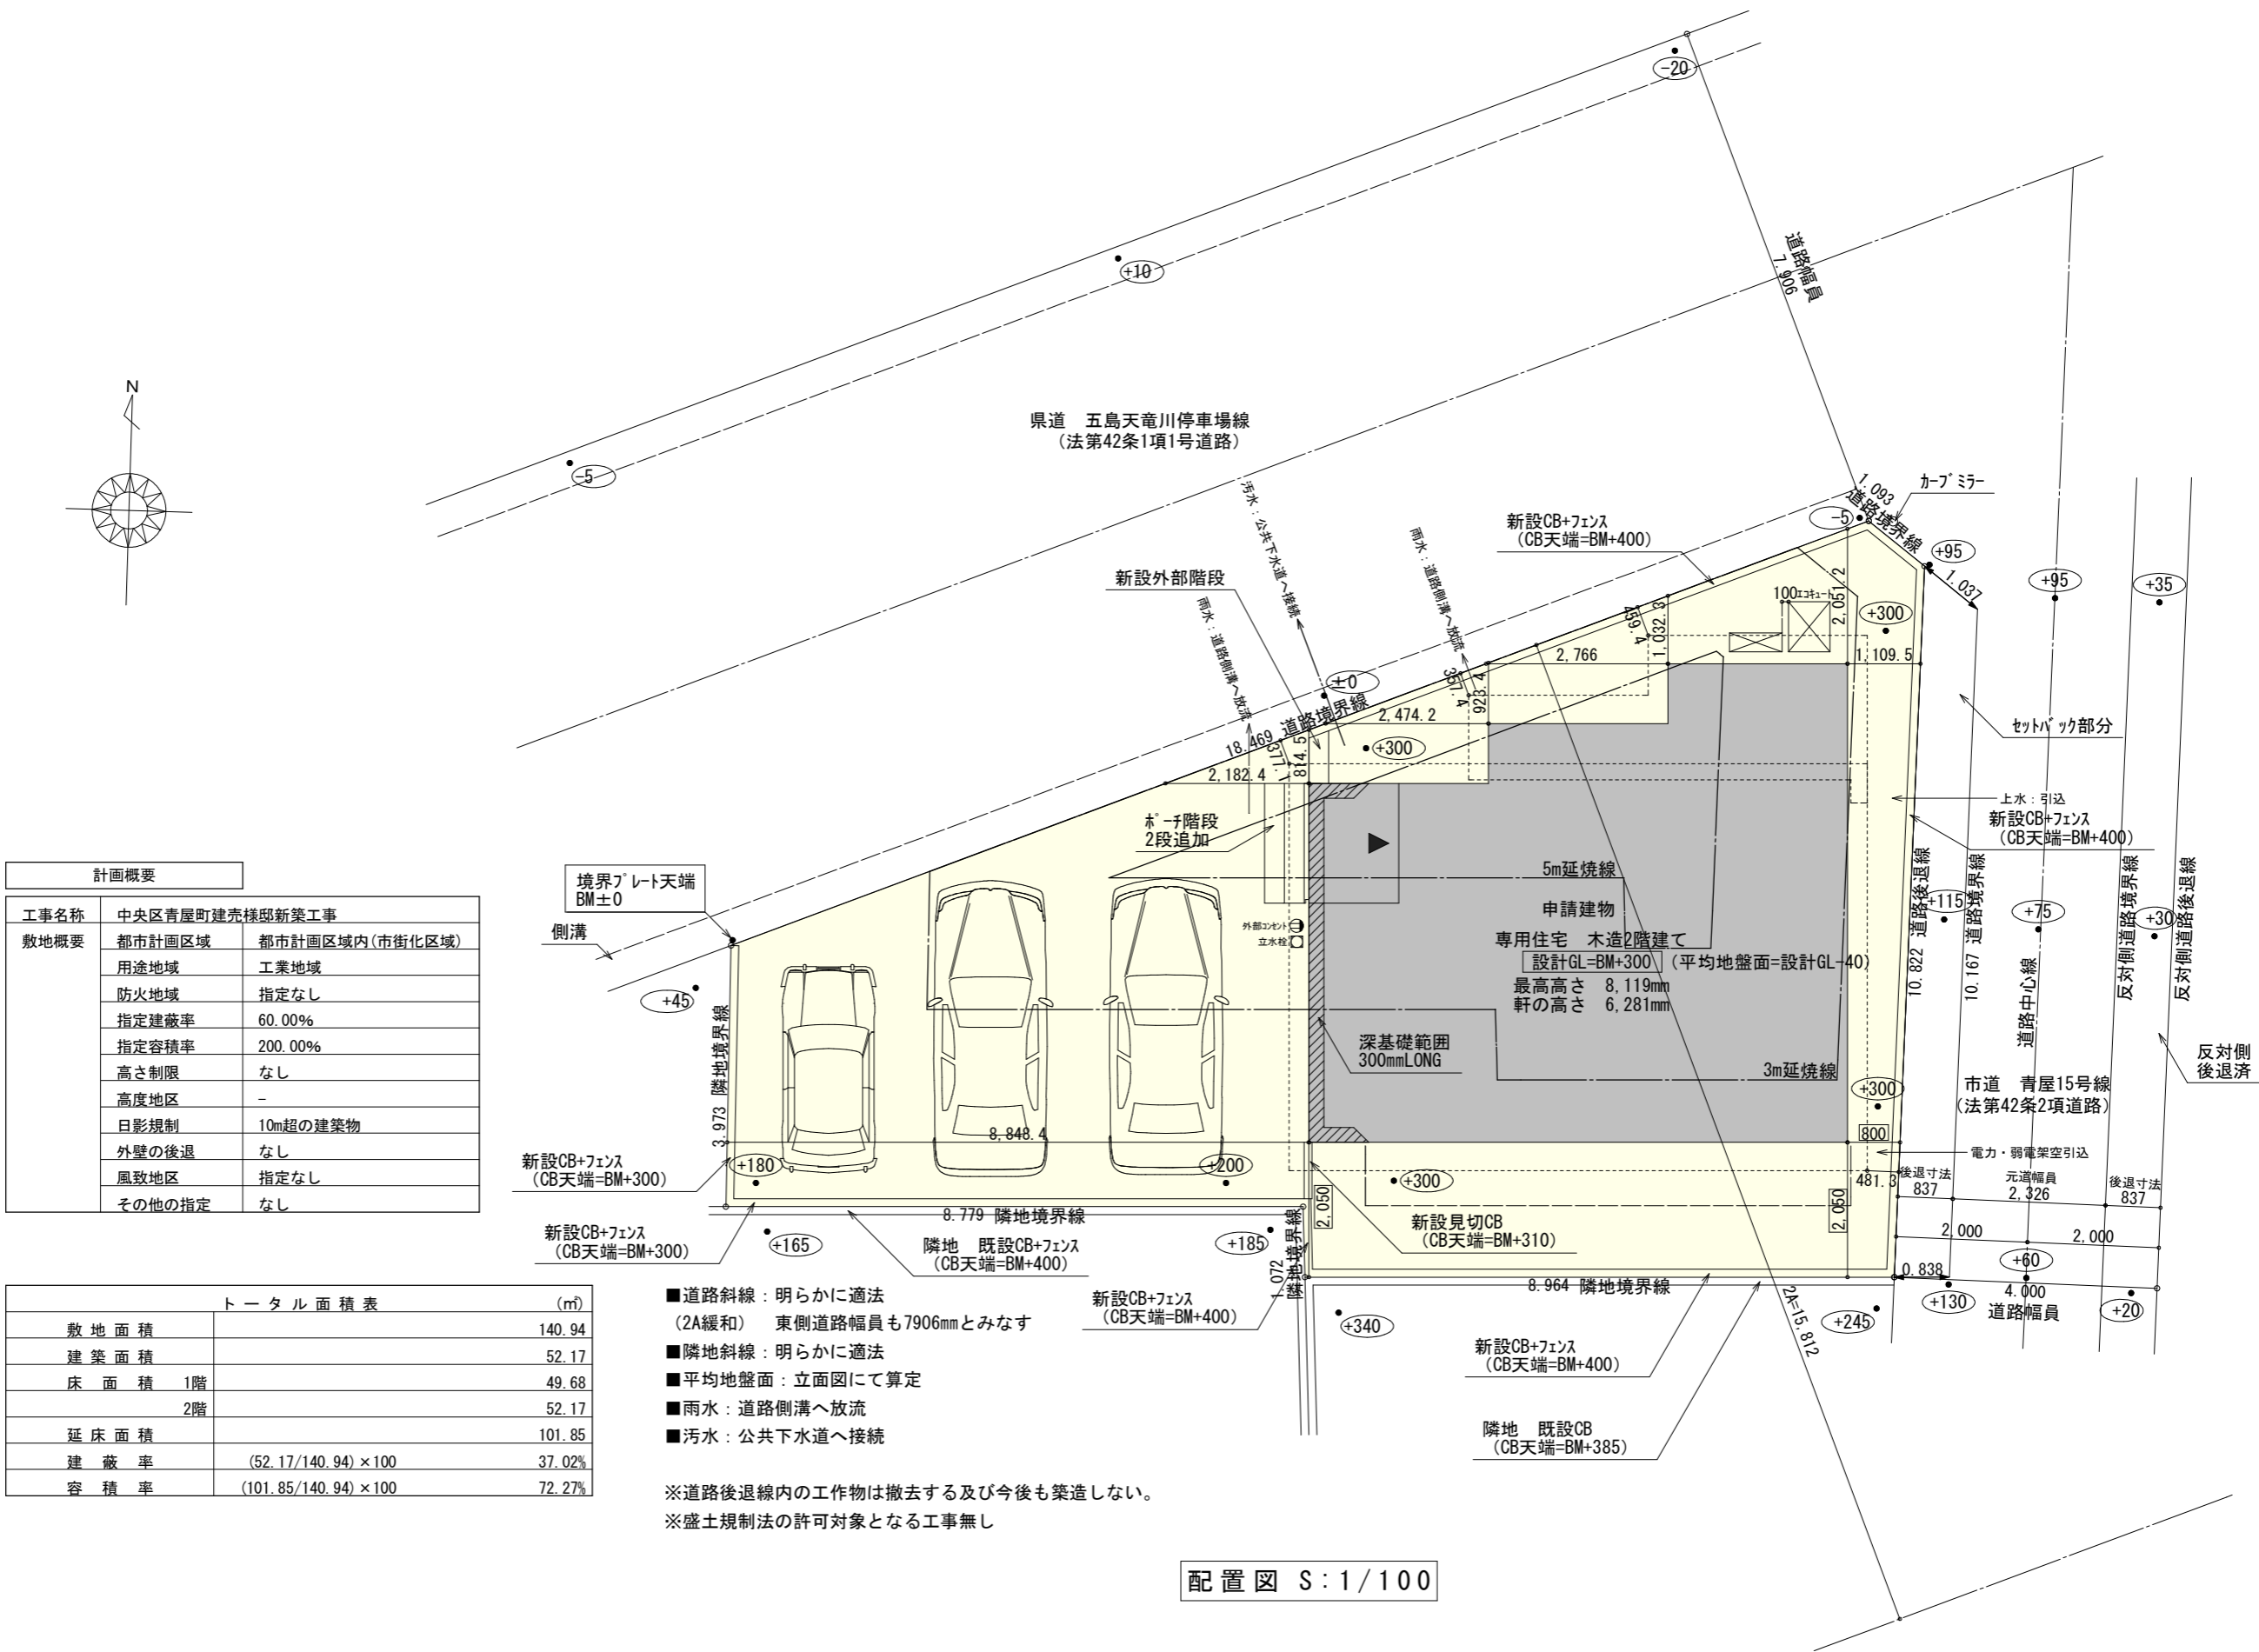 -20
道路幅員
7.906
+10
N
県道　五島天竜川停車場線
（法第42条1項1号道路）
-5
汚水：公共下水道へ接続
雨水：道路側溝へ放流
雨水：道路側溝へ放流
新設外部階段
新設CB+フェンス
（CB天端=BM+400）
カーブミラー
1.093
道路境界線
-5
+95
1.037
+95
+35
100エコキュート
+300
2,051.2
459.4
1,032.3
2,766
1,109.5
±0
357.4
923.4
道路境界線
2,474.2
18.469
377.1
814.5
+300
2,182.4
セットバック部分
上水：引込
新設CB+フェンス
（CB天端=BM+400）
ポーチ階段
2段追加
境界プレート天端
BM±0
側溝
外部コンセント
立水栓
5m延焼線
申請建物
専用住宅　木造2階建て
設計GL=BM+300
（平均地盤面=設計GL-40）
最高高さ　8,119mm
軒の高さ　6,281mm
深基礎範囲
300mmLONG
3m延焼線
10.822 道路後退線
+115
10.167 道路境界線
+75
道路中心線
反対側道路境界線
+30
反対側道路後退線
反対側
後退済
市道　青屋15号線
（法第42条2項道路）
+45
3.973 隣地境界線
8,848.4
+180
+200
+300
+300
800
電力・弱電架空引込
481.3
後退寸法
837
元道幅員
2,326
後退寸法
837
2,000
2,000
+60
0.838
4.000
道路幅員
+130
+20
2,050
2,050
新設CB+フェンス
（CB天端=BM+300）
新設CB+フェンス
（CB天端=BM+300）
8.779 隣地境界線
+165
+185
隣地　既設CB+フェンス
（CB天端=BM+400）
1.072
隣地境界線
新設見切CB
（CB天端=BM+310）
8.964 隣地境界線
新設CB+フェンス
（CB天端=BM+400）
+340
+245
2A=15,812
新設CB+フェンス
（CB天端=BM+400）
隣地　既設CB
（CB天端=BM+385）
計画概要
工事名称　中央区青屋町建売様邸新築工事
敷地概要　都市計画区域　都市計画区域内(市街化区域)
用途地域　工業地域
防火地域　指定なし
指定建蔽率　60.00%
指定容積率　200.00%
高さ制限　なし
高度地区　-
日影規制　10m超の建築物
外壁の後退　なし
風致地区　指定なし
その他の指定　なし
トータル面積表　(㎡)
敷地面積　140.94
建築面積　52.17
床面積　1階　49.68
2階　52.17
延床面積　101.85
建蔽率　(52.17/140.94)×100　37.02%
容積率　(101.85/140.94)×100　72.27%
■道路斜線：明らかに適法
（2A緩和）　東側道路幅員も7906mmとみなす
■隣地斜線：明らかに適法
■平均地盤面：立面図にて算定
■雨水：道路側溝へ放流
■汚水：公共下水道へ接続
※道路後退線内の工作物は撤去する及び今後も築造しない。
※盛土規制法の許可対象となる工事無し
配置図 S:1/100